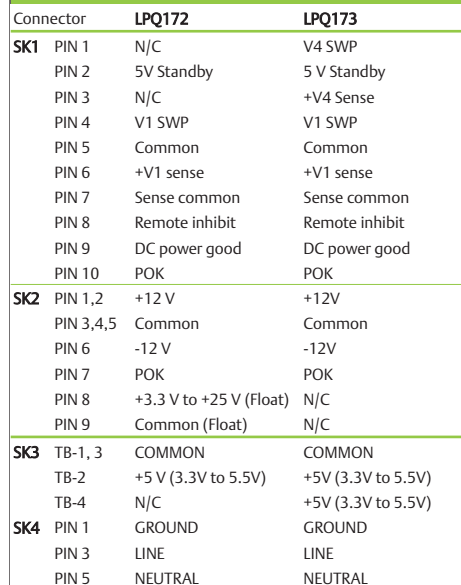 Connector LPQ172 LPQ173
SK1 PIN 1 N/C V4 SWP
PIN 2 5V Standby 5 V Standby
PIN 3 N/C +V4 Sense
PIN 4 V1 SWP V1 SWP
PIN 5 Common Common
PIN 6 +V1 sense +V1 sense
PIN 7 Sense common Sense common
PIN 8 Remote inhibit Remote inhibit
PIN 9 DC power good DC power good
PIN 10 POK POK
SK2 PIN 1,2 +12 V +12V
PIN 3,4,5 Common Common
PIN 6 -12 V -12V
PIN 7 POK POK
PIN 8 +3.3 V to +25 V (Float) N/C
PIN 9 Common (Float) N/C
SK3 TB-1, 3 COMMON COMMON
TB-2 +5 V (3.3V to 5.5V) +5V (3.3V to 5.5V)
TB-4 N/C +5V (3.3V to 5.5V)
SK4 PIN 1 GROUND GROUND
PIN 3 LINE LINE
PIN 5 NEUTRAL NEUTRAL